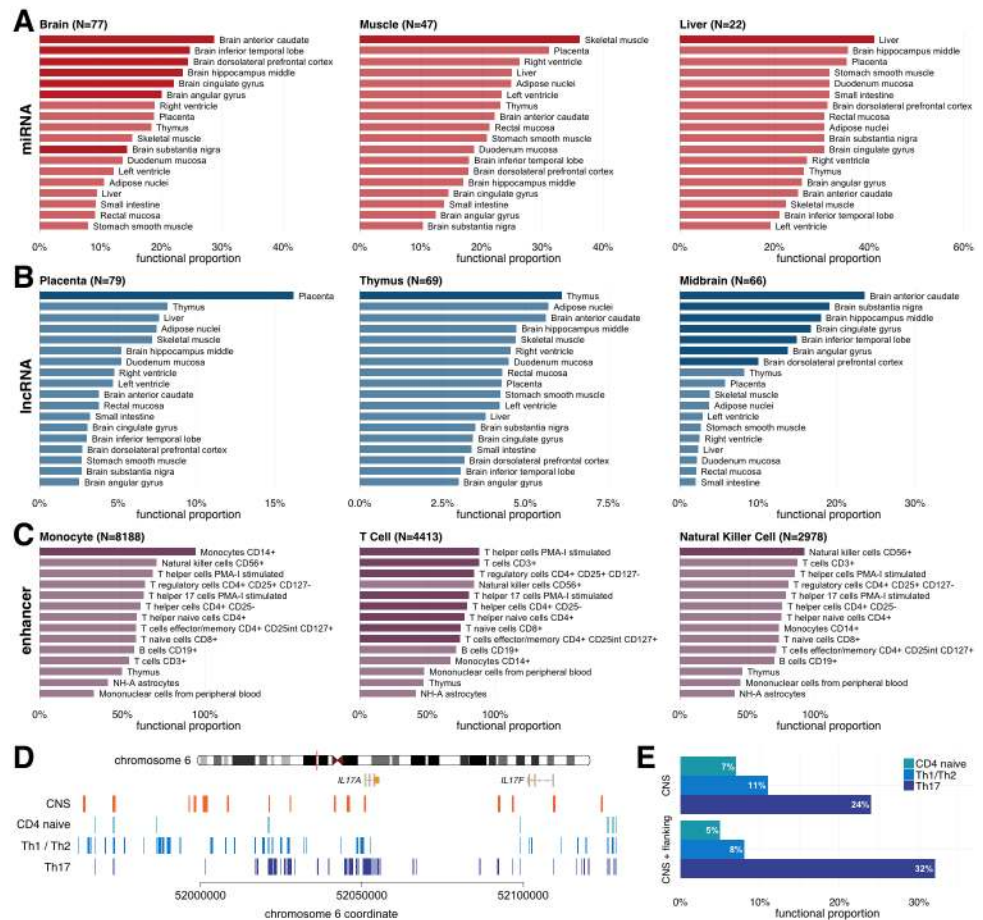 A
miRNA
Brain (N=77)
Brain anterior caudate
Brain inferior temporal lobe
Brain dorsolateral prefrontal cortex
Brain hippocampus middle
Brain cingulate gyrus
Brain angular gyrus
Right ventricle
Placenta
Thymus
Skeletal muscle
Brain substantia nigra
Duodenum mucosa
Left ventricle
Adipose nuclei
Liver
Small intestine
Rectal mucosa
Stomach smooth muscle
0% 10% 20% 30% 40%
functional proportion
Muscle (N=47)
Skeletal muscle
Placenta
Right ventricle
Liver
Adipose nuclei
Left ventricle
Thymus
Brain anterior caudate
Rectal mucosa
Stomach smooth muscle
Duodenum mucosa
Brain inferior temporal lobe
Brain dorsolateral prefrontal cortex
Brain hippocampus middle
Brain cingulate gyrus
Small intestine
Brain angular gyrus
Brain substantia nigra
0% 10% 20% 30% 40%
functional proportion
Liver (N=22)
Liver
Brain hippocampus middle
Placenta
Stomach smooth muscle
Duodenum mucosa
Small intestine
Brain dorsolateral prefrontal cortex
Rectal mucosa
Adipose nuclei
Brain substantia nigra
Brain cingulate gyrus
Right ventricle
Thymus
Brain angular gyrus
Brain anterior caudate
Skeletal muscle
Brain inferior temporal lobe
Left ventricle
0% 20% 40% 60%
functional proportion
B
lncRNA
Placenta (N=79)
Placenta
Thymus
Liver
Adipose nuclei
Skeletal muscle
Brain hippocampus middle
Duodenum mucosa
Right ventricle
Left ventricle
Brain anterior caudate
Rectal mucosa
Small intestine
Brain cingulate gyrus
Brain inferior temporal lobe
Brain dorsolateral prefrontal cortex
Stomach smooth muscle
Brain substantia nigra
Brain angular gyrus
0% 5% 10% 15%
functional proportion
Thymus (N=69)
Thymus
Adipose nuclei
Brain anterior caudate
Brain hippocampus middle
Skeletal muscle
Right ventricle
Duodenum mucosa
Rectal mucosa
Placenta
Stomach smooth muscle
Left ventricle
Liver
Brain substantia nigra
Brain cingulate gyrus
Small intestine
Brain dorsolateral prefrontal cortex
Brain inferior temporal lobe
Brain angular gyrus
0.0% 2.5% 5.0% 7.5%
functional proportion
Midbrain (N=66)
Brain anterior caudate
Brain substantia nigra
Brain hippocampus middle
Brain cingulate gyrus
Brain inferior temporal lobe
Brain angular gyrus
Brain dorsolateral prefrontal cortex
Thymus
Placenta
Skeletal muscle
Adipose nuclei
Left ventricle
Stomach smooth muscle
Right ventricle
Liver
Duodenum mucosa
Rectal mucosa
Small intestine
0% 10% 20% 30%
functional proportion
C
enhancer
Monocyte (N=8188)
Monocytes CD14+
Natural killer cells CD56+
T helper cells PMA-I stimulated
T regulatory cells CD4+ CD25+ CD127-
T helper 17 cells PMA-I stimulated
T helper cells CD4+ CD25-
T helper naive cells CD4+
T cells effector/memory CD4+ CD25int CD127+
T naive cells CD8+
B cells CD19+
T cells CD3+
Thymus
NH-A astrocytes
Mononuclear cells from peripheral blood
0% 50% 100%
functional proportion
T Cell (N=4413)
T helper cells PMA-I stimulated
T cells CD3+
T regulatory cells CD4+ CD25+ CD127-
Natural killer cells CD56+
T helper 17 cells PMA-I stimulated
T helper cells CD4+ CD25-
T helper naive cells CD4+
T naive cells CD8+
T cells effector/memory CD4+ CD25int CD127+
B cells CD19+
Monocytes CD14+
Mononuclear cells from peripheral blood
Thymus
NH-A astrocytes
0% 50% 100%
functional proportion
Natural Killer Cell (N=2978)
Natural killer cells CD56+
T cells CD3+
T helper cells PMA-I stimulated
T regulatory cells CD4+ CD25+ CD127-
T helper 17 cells PMA-I stimulated
T helper cells CD4+ CD25-
T helper naive cells CD4+
Monocytes CD14+
T naive cells CD8+
T cells effector/memory CD4+ CD25int CD127+
B cells CD19+
Thymus
Mononuclear cells from peripheral blood
NH-A astrocytes
0% 50% 100%
functional proportion
D
chromosome 6
IL17A IL17F
CNS
CD4 naive
Th1 / Th2
Th17
52000000 52050000 52100000
chromosome 6 coordinate
E
CD4 naive
Th1/Th2
Th17
CNS
7%
11%
24%
CNS + flanking
5%
8%
32%
0% 10% 20% 30%
functional proportion